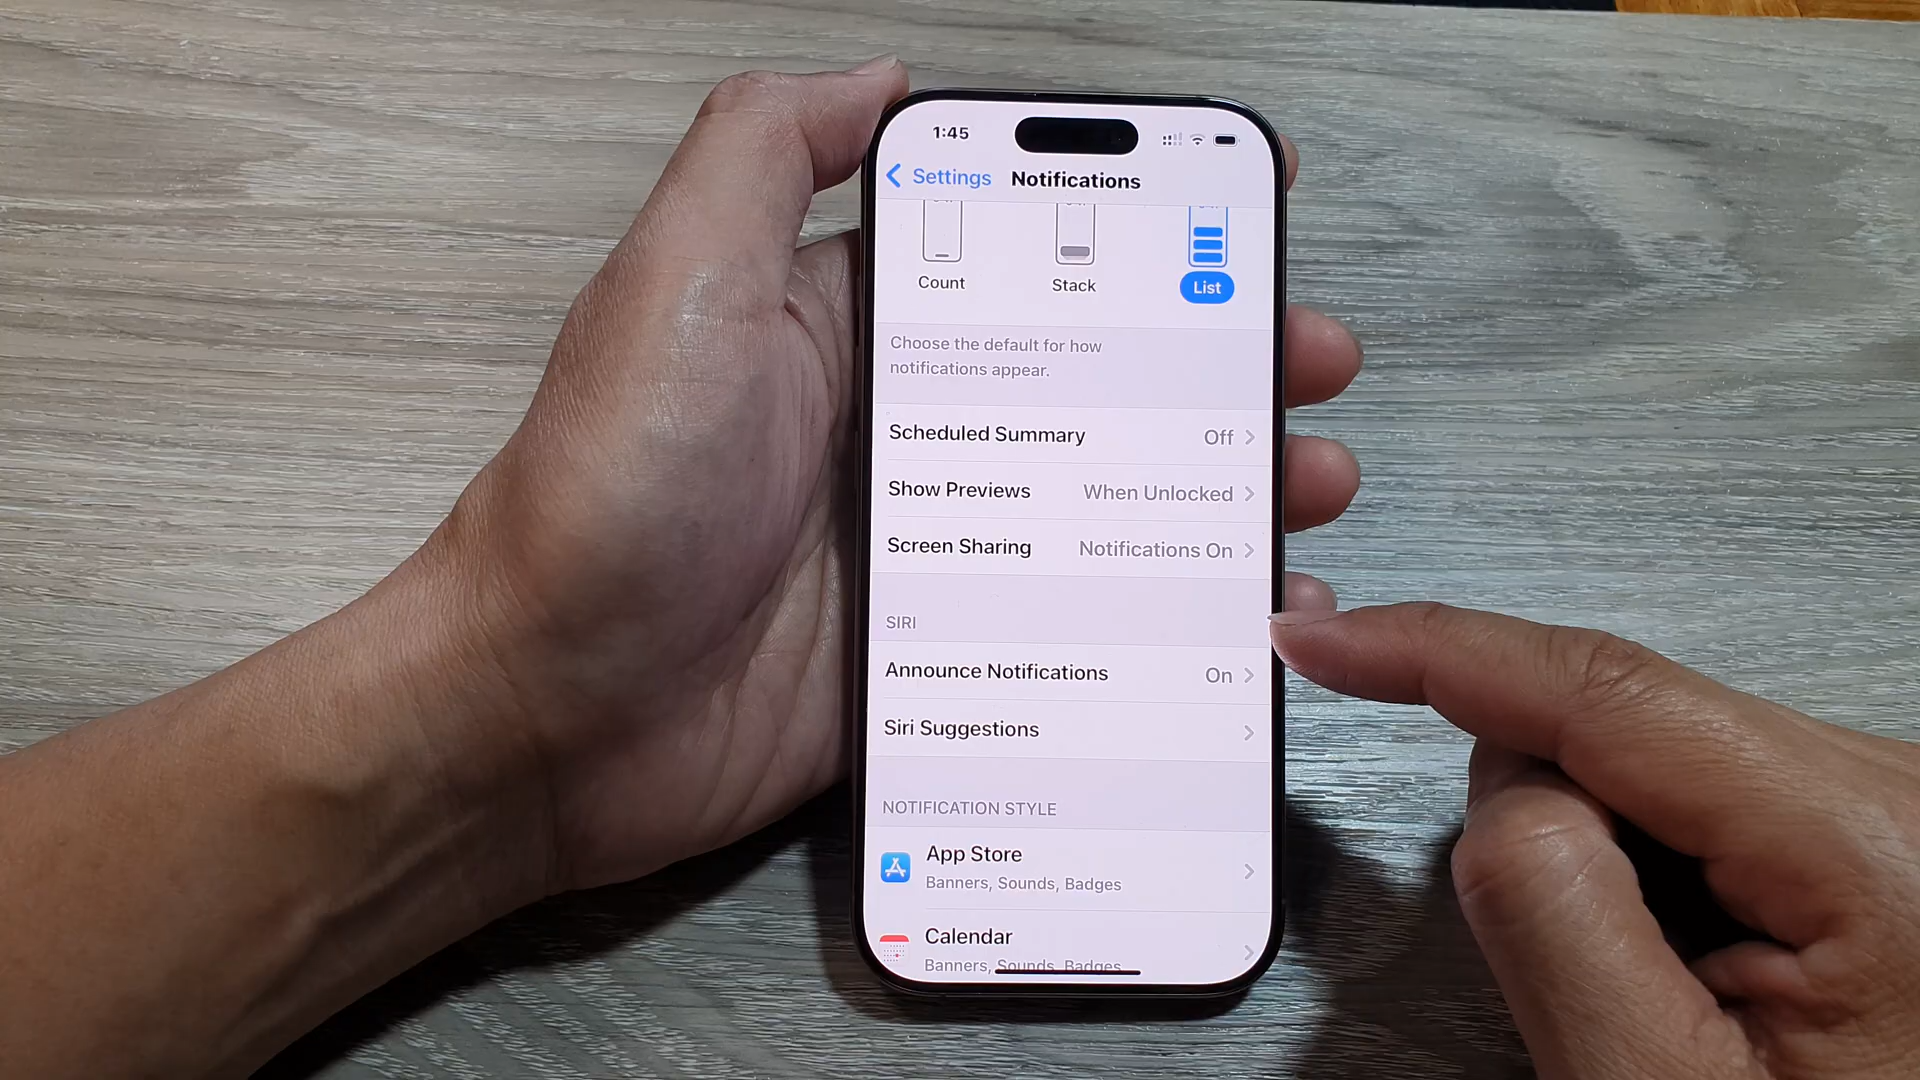 1:45
Settings Notifications
Count Stack List
Choose the default for how
notifications appear.
Scheduled Summary Off
Show Previews When Unlocked
Screen Sharing Notifications On
SIRI
Announce Notifications On
Siri Suggestions
NOTIFICATION STYLE
App Store
Banners, Sounds, Badges
Calendar
Banners, Sounds, Badges